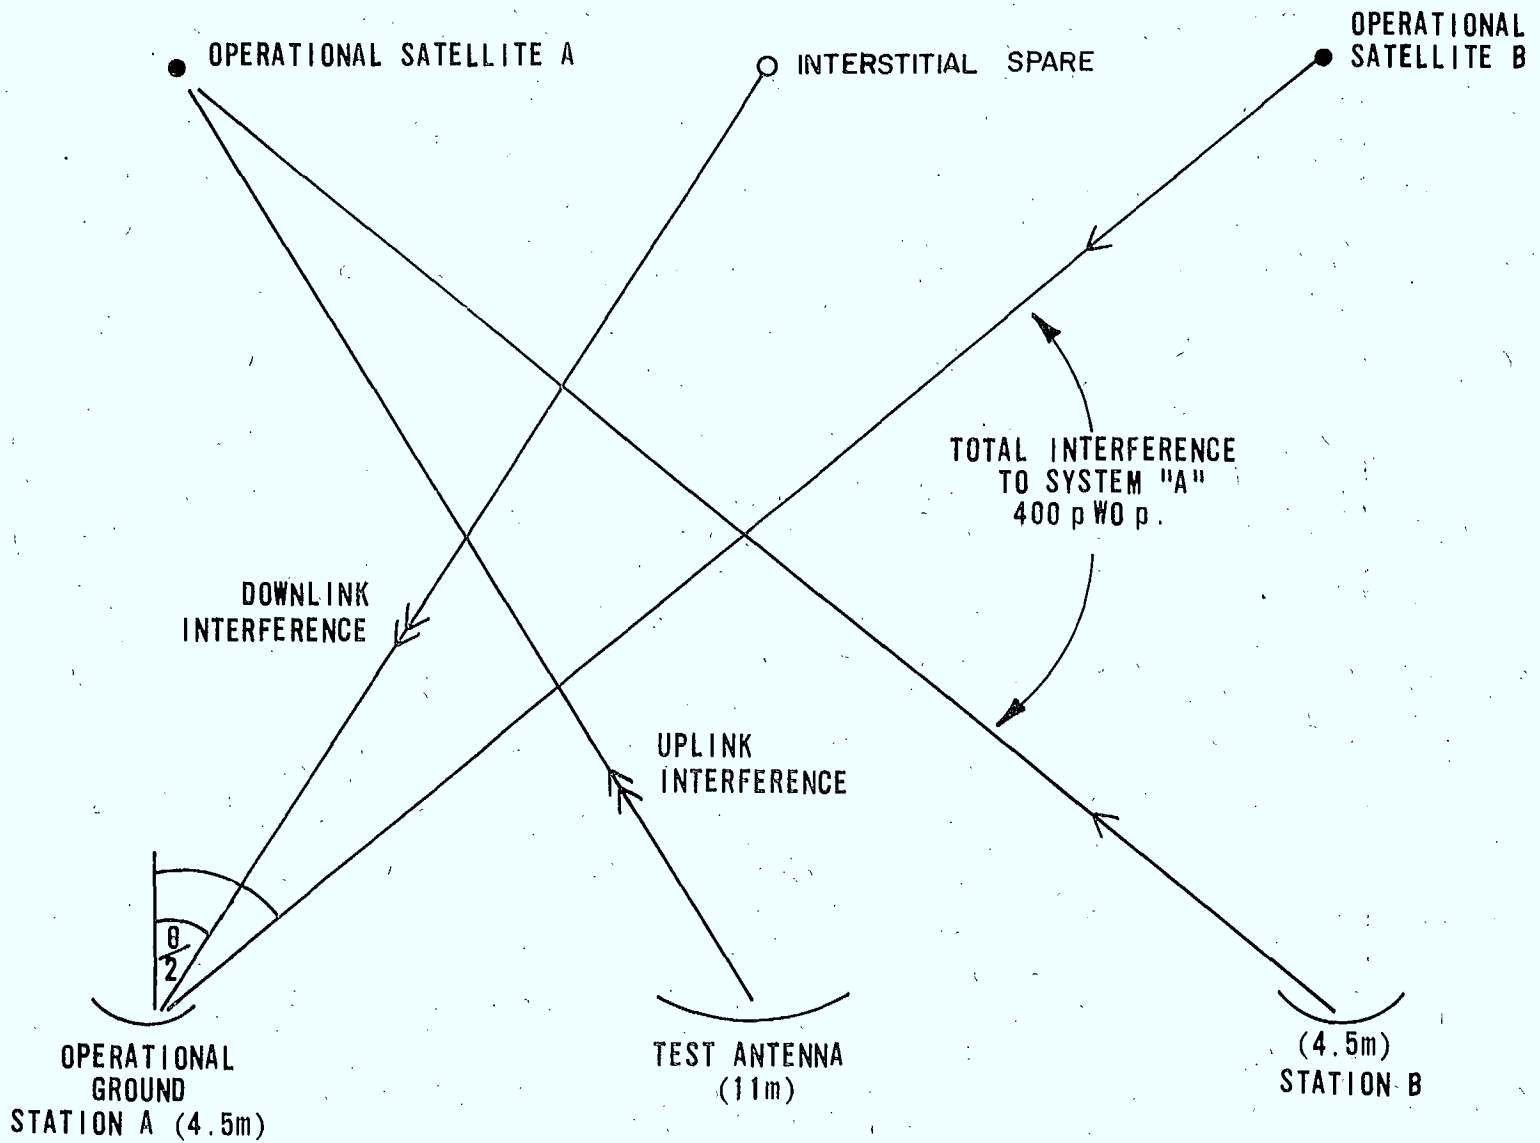 OPERATIONAL SATELLITE A
INTERSTITIAL SPARE
OPERATIONAL
SATELLITE B
TOTAL INTERFERENCE
TO SYSTEM "A"
400 pW0p.
DOWNLINK
INTERFERENCE
UPLINK
INTERFERENCE
θ
2
OPERATIONAL
GROUND
STATION A (4.5m)
TEST ANTENNA
(11m)
(4.5m)
STATION B